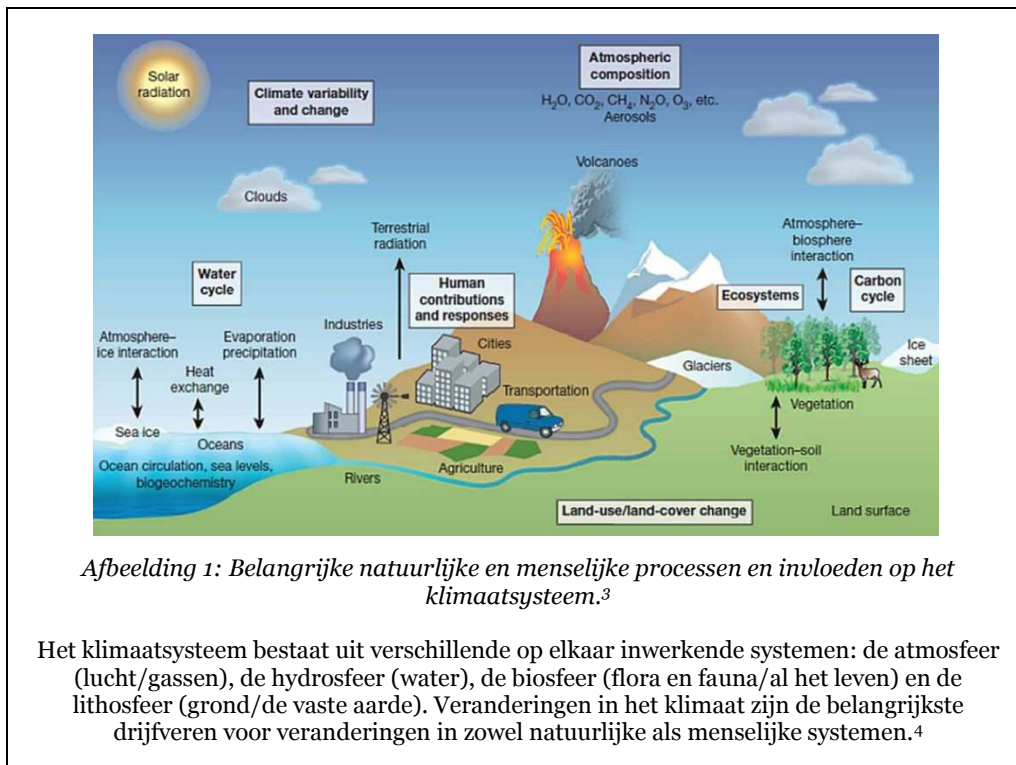 Solar
radiation
Climate variability
and change
Atmospheric
composition
H₂O, CO₂, CH₄, N₂O, O₃, etc.
Aerosols
Clouds
Volcanoes
Terrestrial
radiation
Atmosphere–
biosphere
interaction
Water
cycle
Human
contributions
and responses
Ecosystems
Carbon
cycle
Atmosphere–
ice interaction
Evaporation
precipitation
Industries
Cities
Heat
exchange
Transportation
Glaciers
Ice
sheet
Vegetation
Sea ice
Oceans
Ocean circulation, sea levels,
biogeochemistry
Rivers
Agriculture
Vegetation–soil
interaction
Land-use/land-cover change
Land surface
Afbeelding 1: Belangrijke natuurlijke en menselijke processen en invloeden op het
klimaatsysteem.³
Het klimaatsysteem bestaat uit verschillende op elkaar inwerkende systemen: de atmosfeer
(lucht/gassen), de hydrosfeer (water), de biosfeer (flora en fauna/al het leven) en de
lithosfeer (grond/de vaste aarde). Veranderingen in het klimaat zijn de belangrijkste
drijfveren voor veranderingen in zowel natuurlijke als menselijke systemen.⁴